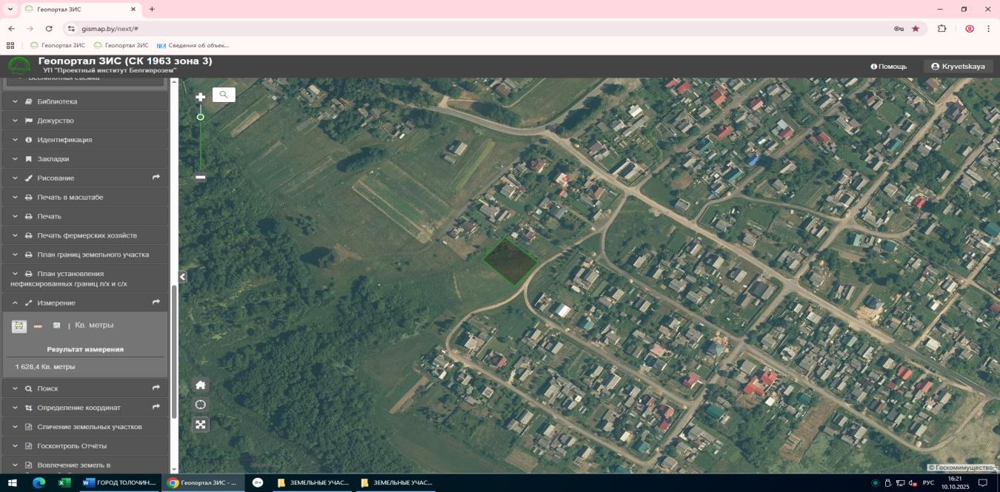 Геопортал ЗИС
gismap.by/next/#
Геопортал ЗИС
Геопортал ЗИС
NKA Сведения об объек...
Геопортал ЗИС (СК 1963 зона 3)
УП "Проектный институт Белгипрозем"
Помощь
Kryvetskaya
Беспилотная съемка
Библиотека
Дежурство
Идентификация
Закладки
Рисование
Печать в масштабе
Печать
Печать фермерских хозяйств
План границ земельного участка
План установления
нефиксированных границ л/х и с/х
Измерение
| Кв. метры
Результат измерения
1 628,4 Кв. метры
Поиск
Определение координат
Сличение земельных участков
Госконтроль Отчёты
Вовлечение земель в
© Госкомимущество
ГОРОД ТОЛОЧИН....
Геопортал ЗИС - ...
ЗЕМЕЛЬНЫЕ УЧАС...
ЗЕМЕЛЬНЫЕ УЧАС...
РУС
16:21
10.10.2025